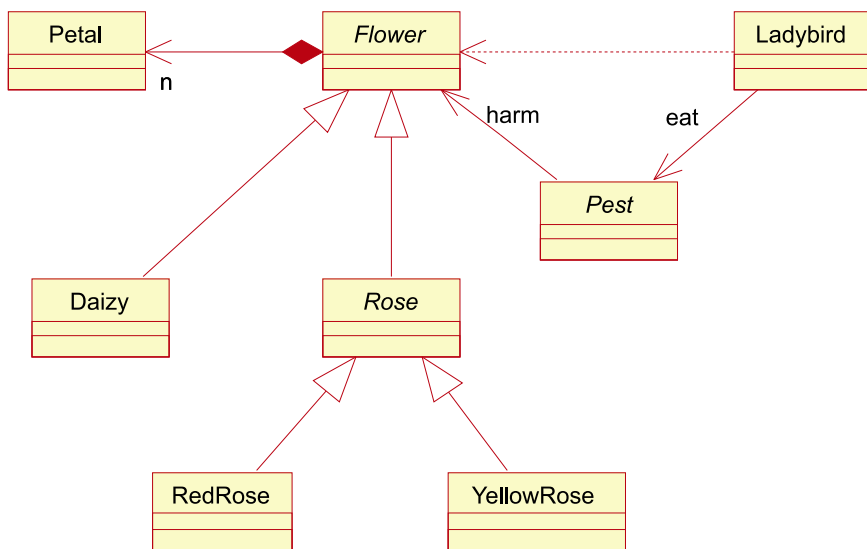 Petal
Flower
Ladybird
n
harm
eat
Pest
Daizy
Rose
RedRose
YellowRose